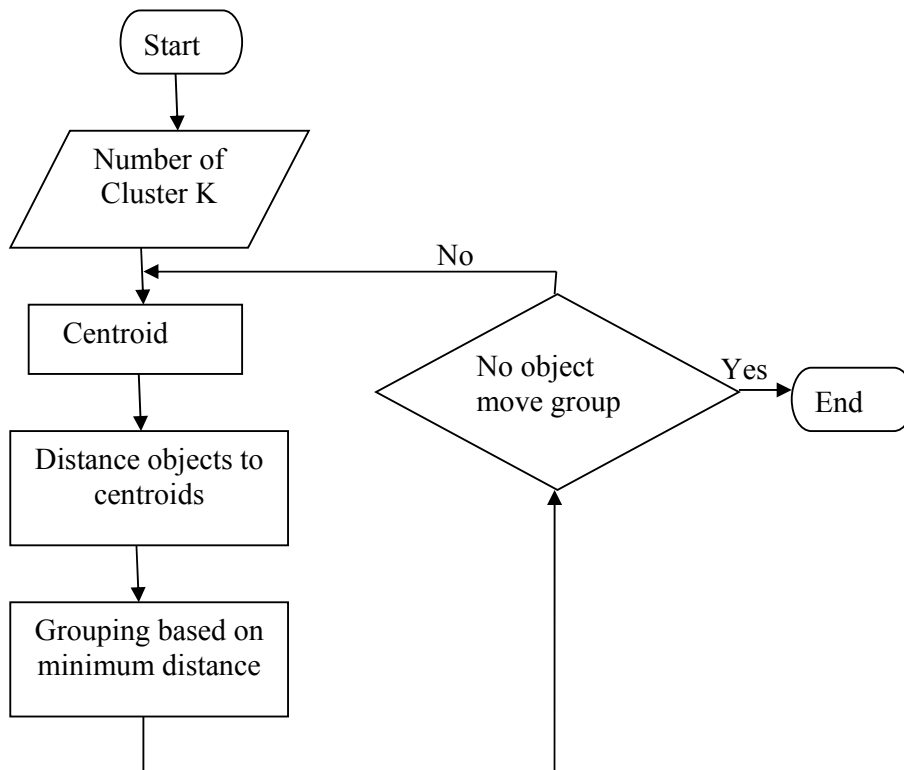 Start
Number of
Cluster K
No
Centroid
No object
move group
Yes
End
Distance objects to
centroids
Grouping based on
minimum distance